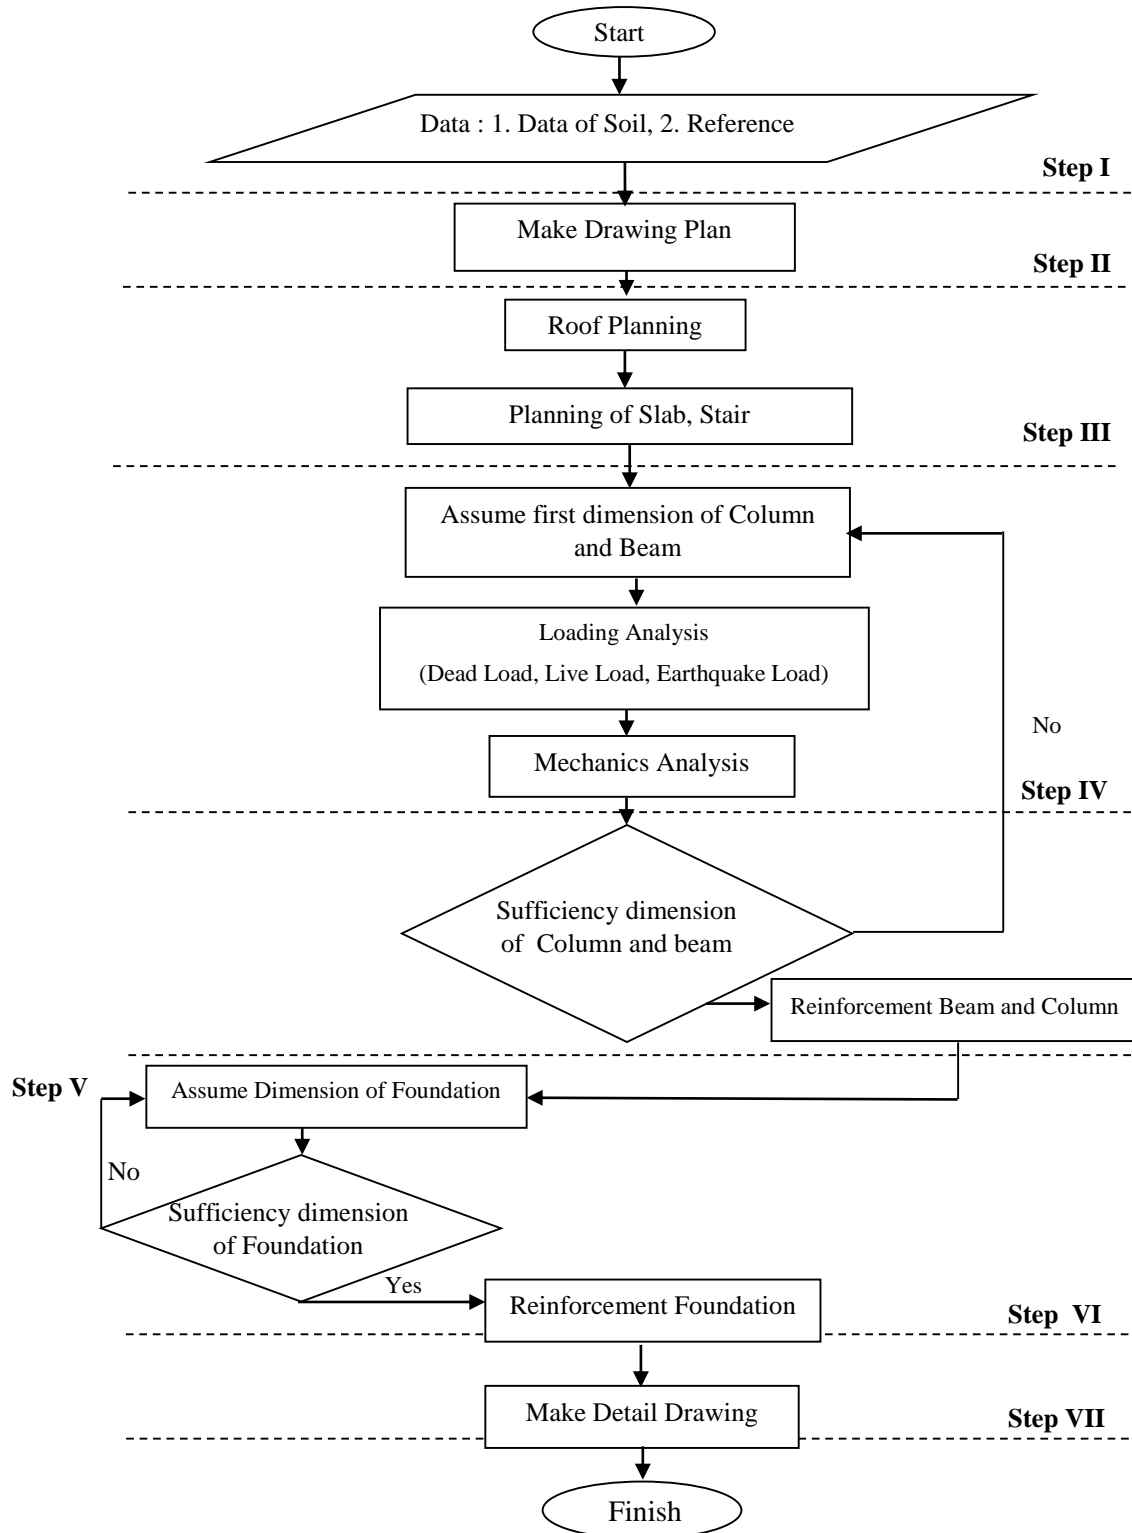 Start
Data : 1. Data of Soil, 2. Reference
Step I
Make Drawing Plan
Step II
Roof Planning
Planning of Slab, Stair
Step III
Assume first dimension of Column
and Beam
Loading Analysis
(Dead Load, Live Load, Earthquake Load)
No
Mechanics Analysis
Step IV
Sufficiency dimension
of Column and beam
Reinforcement Beam and Column
Step V
Assume Dimension of Foundation
No
Sufficiency dimension
of Foundation
Yes
Reinforcement Foundation
Step VI
Make Detail Drawing
Step VII
Finish